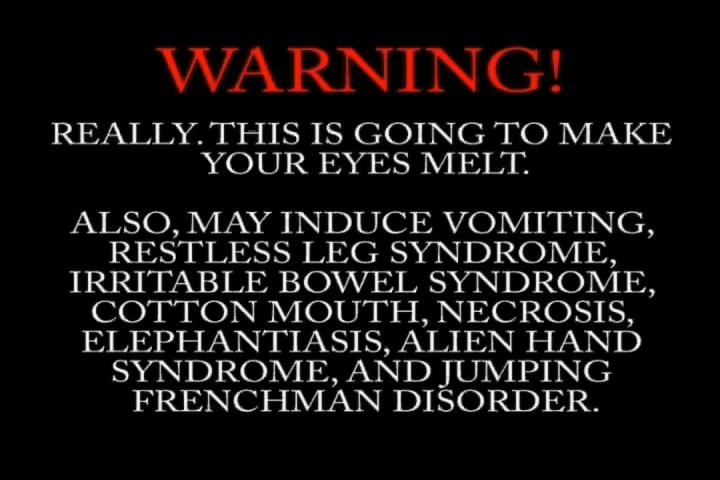 WARNING!
REALLY. THIS IS GOING TO MAKE
YOUR EYES MELT.
ALSO, MAY INDUCE VOMITING,
RESTLESS LEG SYNDROME,
IRRITABLE BOWEL SYNDROME,
COTTON MOUTH, NECROSIS,
ELEPHANTIASIS, ALIEN HAND
SYNDROME, AND JUMPING
FRENCHMAN DISORDER.